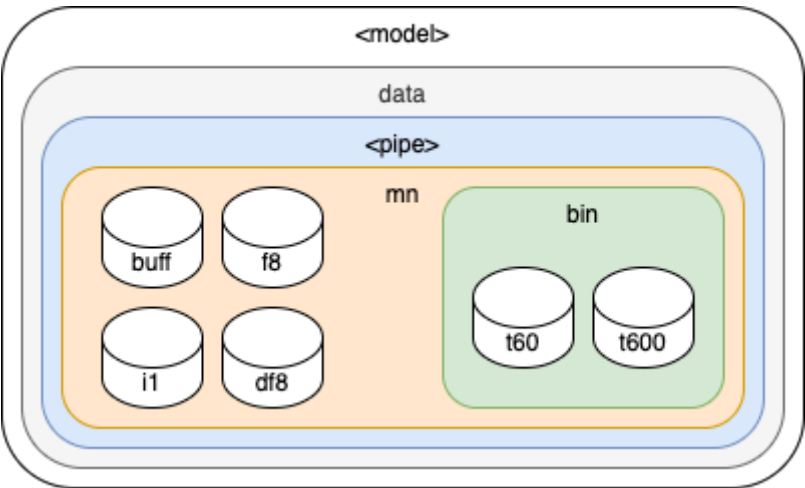 <model>
data
<pipe>
mn
bin
buff
f8
t60
t600
i1
df8